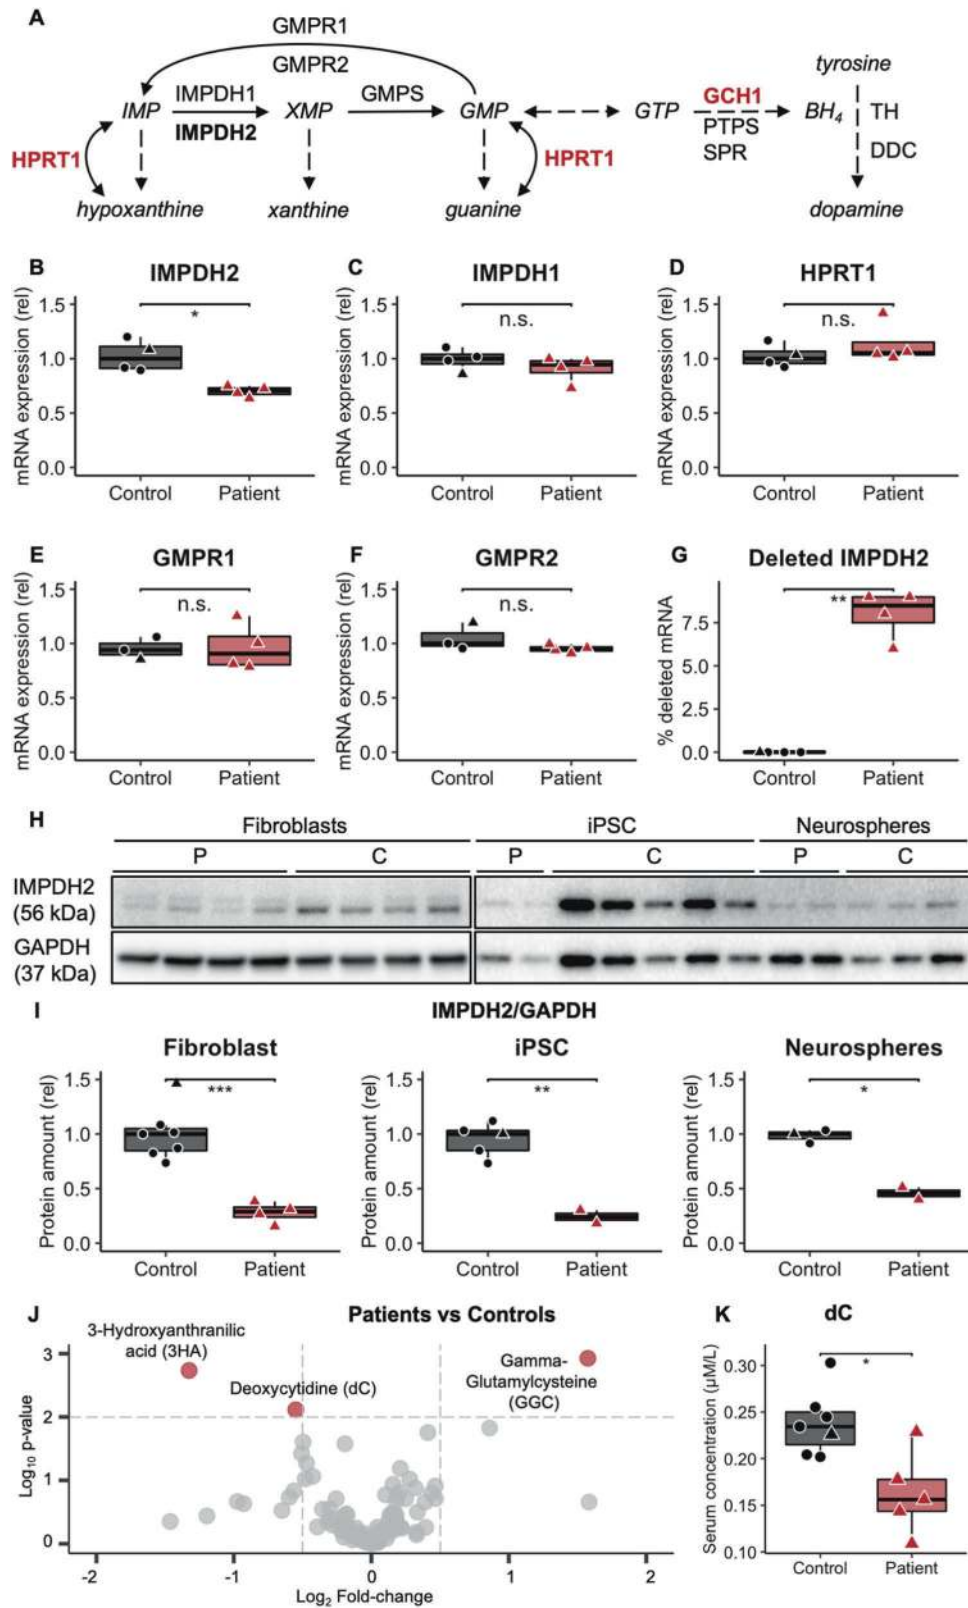 A
GMPR1
GMPR2
tyrosine
IMP IMPDH1 XMP GMPS GMP GTP GCH1 BH4 TH
IMPDH2 PTPS
HPRT1 HPRT1 SPR DDC
hypoxanthine xanthine guanine dopamine
B IMPDH2 C IMPDH1 D HPRT1
mRNA expression (rel) mRNA expression (rel) mRNA expression (rel)
1.5 1.5 1.5
* n.s. n.s.
1.0 1.0 1.0
0.5 0.5 0.5
0.0 0.0 0.0
Control Patient Control Patient Control Patient
E GMPR1 F GMPR2 G Deleted IMPDH2
mRNA expression (rel) mRNA expression (rel) % deleted mRNA
1.5 1.5
n.s. n.s. **
7.5
1.0 1.0
5.0
0.5 0.5 2.5
0.0 0.0 0.0
Control Patient Control Patient Control Patient
H Fibroblasts iPSC Neurospheres
P C P C P C
IMPDH2
(56 kDa)
GAPDH
(37 kDa)
I IMPDH2/GAPDH
Fibroblast iPSC Neurospheres
Protein amount (rel) Protein amount (rel) Protein amount (rel)
1.5 1.5 1.5
*** ** *
1.0 1.0 1.0
0.5 0.5 0.5
0.0 0.0 0.0
Control Patient Control Patient Control Patient
J Patients vs Controls
3-Hydroxyanthranilic
acid (3HA)
Deoxycytidine (dC)
Gamma-
Glutamylcysteine
(GGC)
Log10 p-value
3
2
1
0
-2 -1 0 1 2
Log2 Fold-change
K dC
Serum concentration (µM/L)
*
0.30
0.25
0.20
0.15
0.10
Control Patient